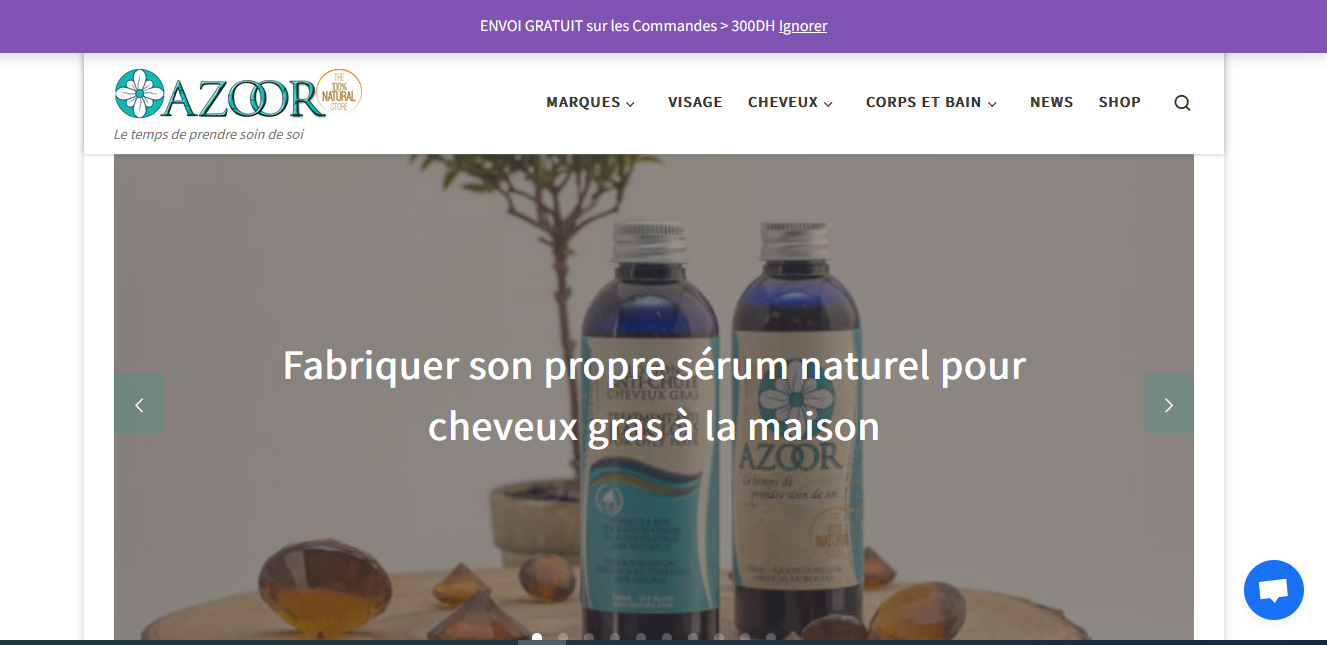 ENVOI GRATUIT sur les Commandes > 300DH Ignorer
AZOOR
THE
100%
NATURAL
STORE
Le temps de prendre soin de soi
MARQUES
VISAGE
CHEVEUX
CORPS ET BAIN
NEWS
SHOP
Fabriquer son propre sérum naturel pour
cheveux gras à la maison
ANTI-CHUTE
CHEVEUX GRAS
AZOOR
Le temps de
prendre soin de soi
100%
NATURAL